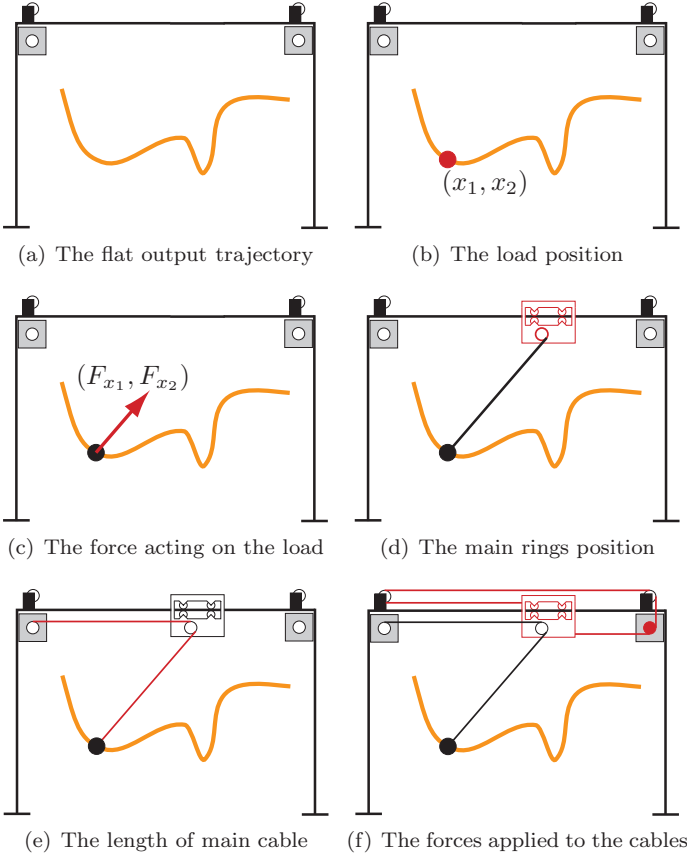 (a) The flat output trajectory
(x₁, x₂)
(b) The load position
(Fₓ₁, Fₓ₂)
(c) The force acting on the load
(d) The main rings position
(e) The length of main cable
(f) The forces applied to the cables